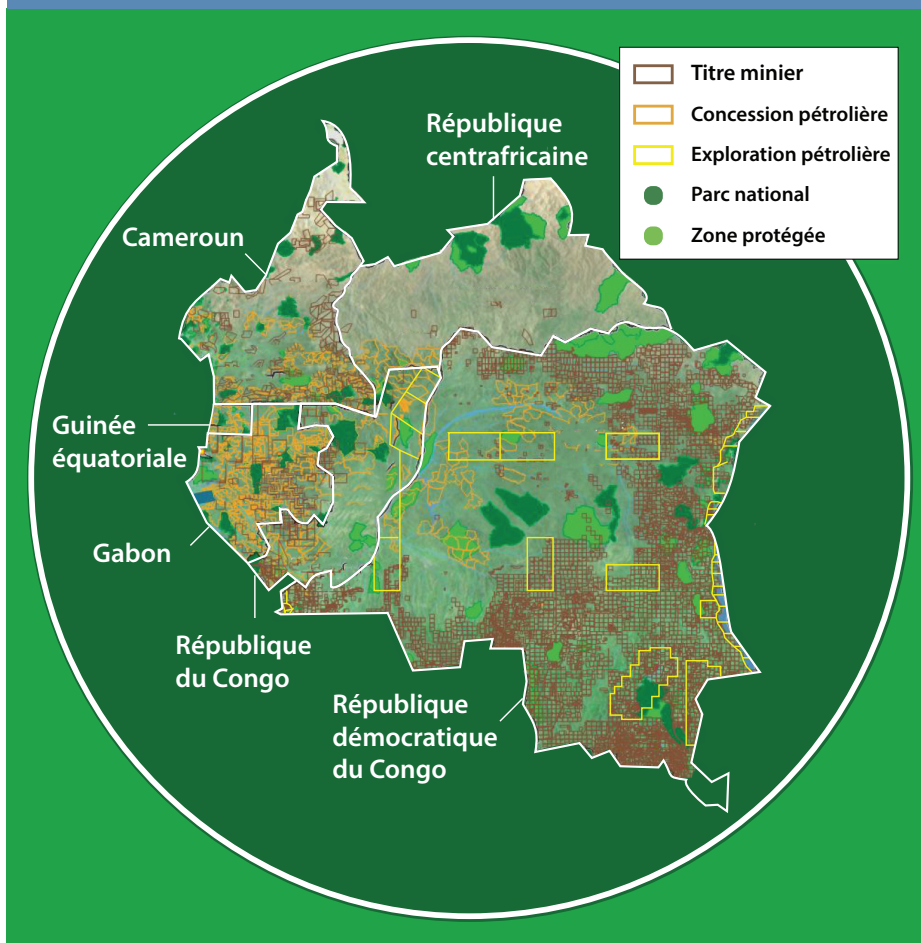 Titre minier
Concession pétrolière
Exploration pétrolière
Parc national
Zone protégée
République
centrafricaine
Cameroun
Guinée
équatoriale
Gabon
République
du Congo
République
démocratique
du Congo